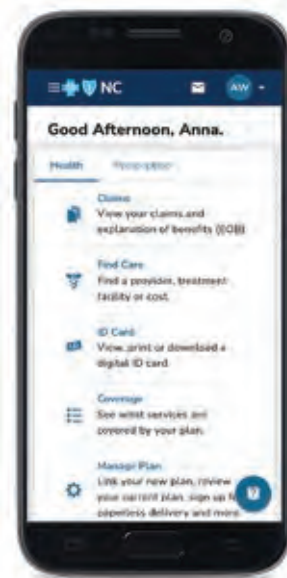 NC
AW
Good Afternoon, Anna.
Health Prescription
Claims
View your claims and
explanation of benefits (EOB)
Find Care
Find a provider, treatment
facility or cost.
ID Card
View, print or download a
digital ID card
Coverage
See what services are
covered by your plan.
Manage Plan
Link your new plan, review
your current plan, sign up
paperless delivery and more.